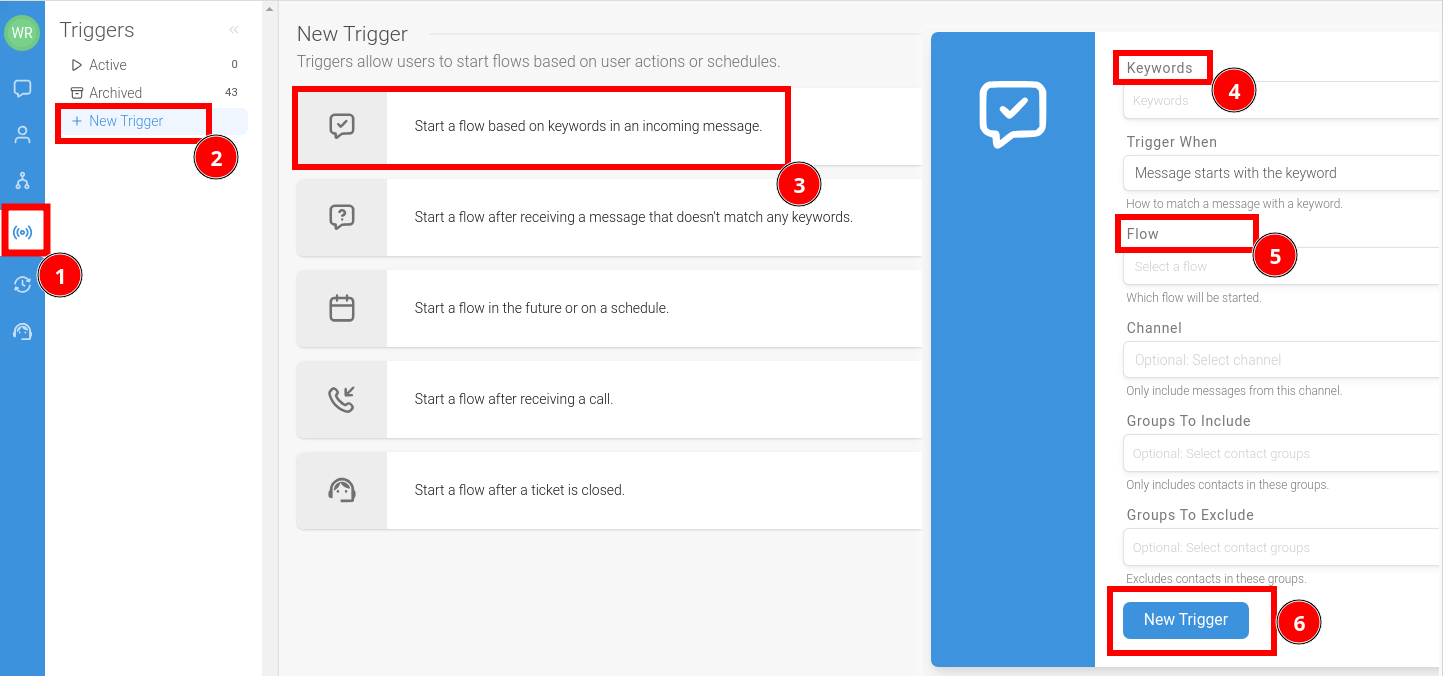 WR
Triggers
Active 0
Archived 43
+ New Trigger
2
1
New Trigger
Triggers allow users to start flows based on user actions or schedules.
Start a flow based on keywords in an incoming message.
3
Start a flow after receiving a message that doesn't match any keywords.
Start a flow in the future or on a schedule.
Start a flow after receiving a call.
Start a flow after a ticket is closed.
Keywords
4
Keywords
Trigger When
Message starts with the keyword
How to match a message with a keyword.
Flow
5
Select a flow
Which flow will be started.
Channel
Optional: Select channel
Only include messages from this channel.
Groups To Include
Optional: Select contact groups
Only includes contacts in these groups.
Groups To Exclude
Optional: Select contact groups
Excludes contacts in these groups.
New Trigger
6